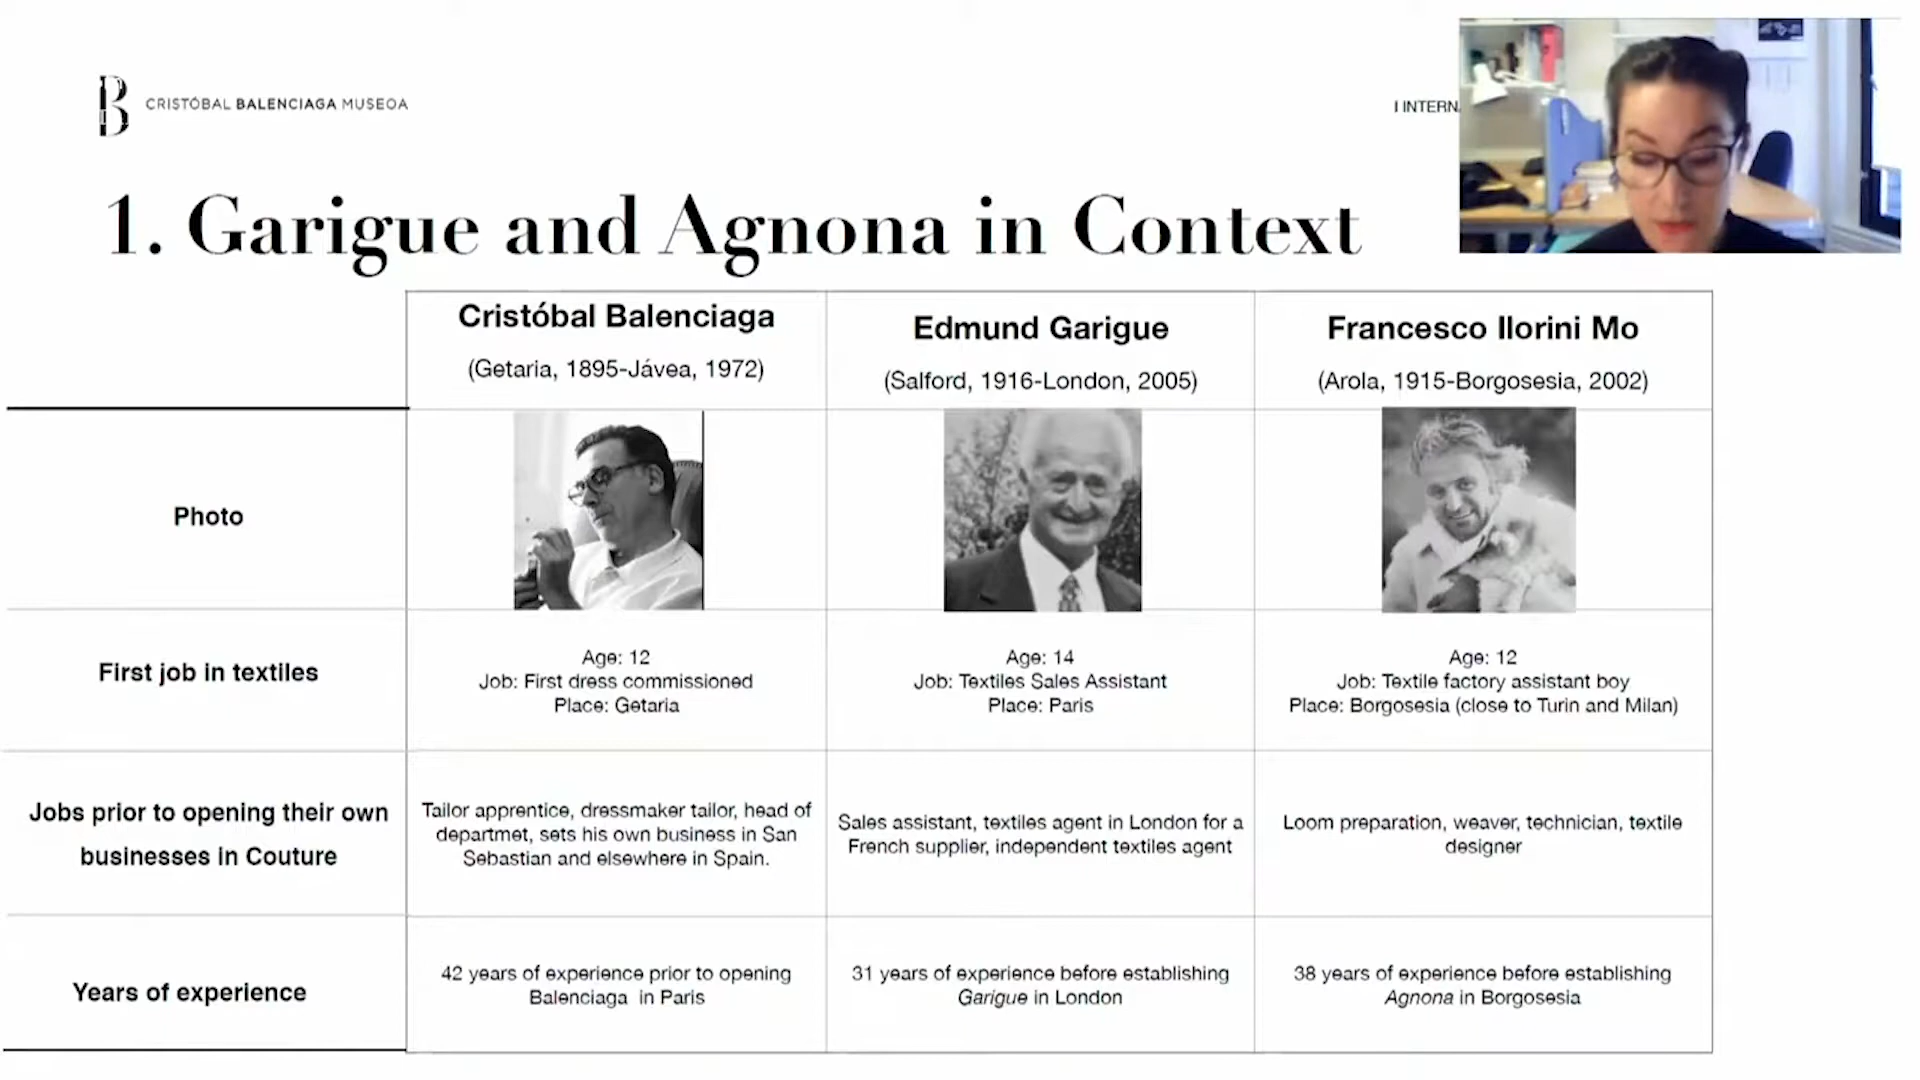 CRISTÓBAL BALENCIAGA MUSEOA
I INTERN
1. Garigue and Agnona in Context
Cristóbal Balenciaga
(Getaria, 1895-Jávea, 1972)
Edmund Garigue
(Salford, 1916-London, 2005)
Francesco Ilorini Mo
(Arola, 1915-Borgosesia, 2002)
Photo
First job in textiles
Age: 12
Job: First dress commissioned
Place: Getaria
Age: 14
Job: Textiles Sales Assistant
Place: Paris
Age: 12
Job: Textile factory assistant boy
Place: Borgosesia (close to Turin and Milan)
Jobs prior to opening their own
businesses in Couture
Tailor apprentice, dressmaker tailor, head of
departmet, sets his own business in San
Sebastian and elsewhere in Spain.
Sales assistant, textiles agent in London for a
French supplier, independent textiles agent
Loom preparation, weaver, technician, textile
designer
Years of experience
42 years of experience prior to opening
Balenciaga in Paris
31 years of experience before establishing
Garigue in London
38 years of experience before establishing
Agnona in Borgosesia